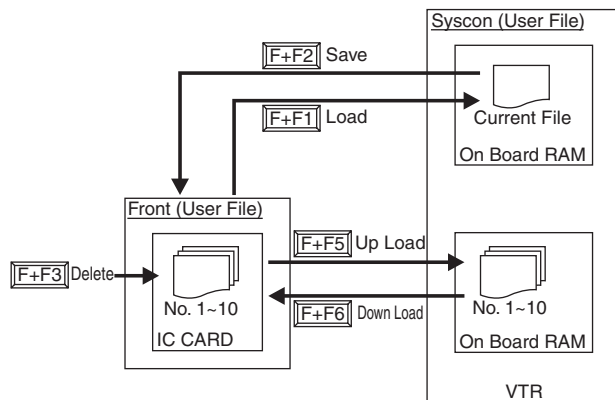 Syscon (User File)
F+F2 Save
Current File
F+F1 Load
On Board RAM
Front (User File)
F+F5 Up Load
F+F3 Delete
No. 1~10
No. 1~10
F+F6 Down Load
IC CARD
On Board RAM
VTR